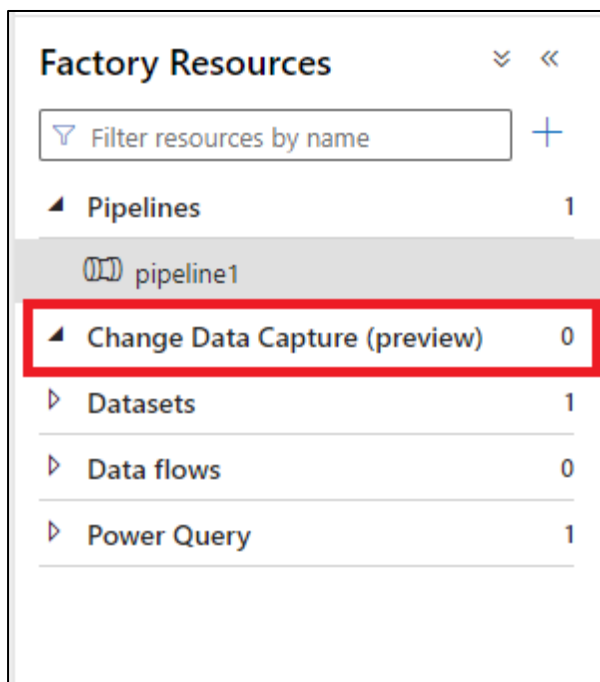 Factory Resources
Filter resources by name
Pipelines 1
pipeline1
Change Data Capture (preview) 0
Datasets 1
Data flows 0
Power Query 1